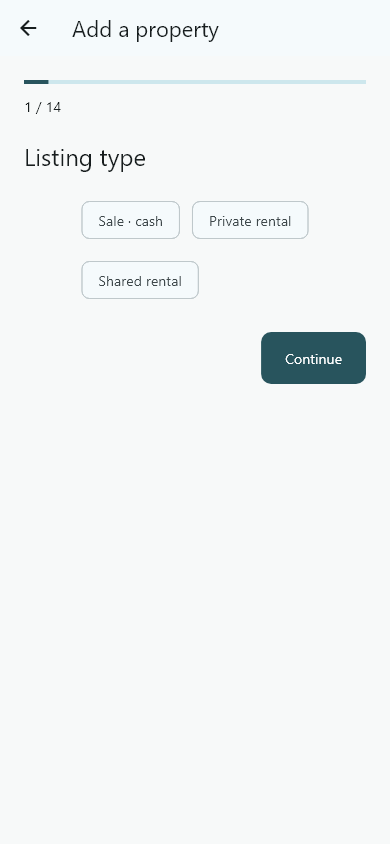 Add a property
1 / 14
Listing type
Sale · cash
Private rental
Shared rental
Continue